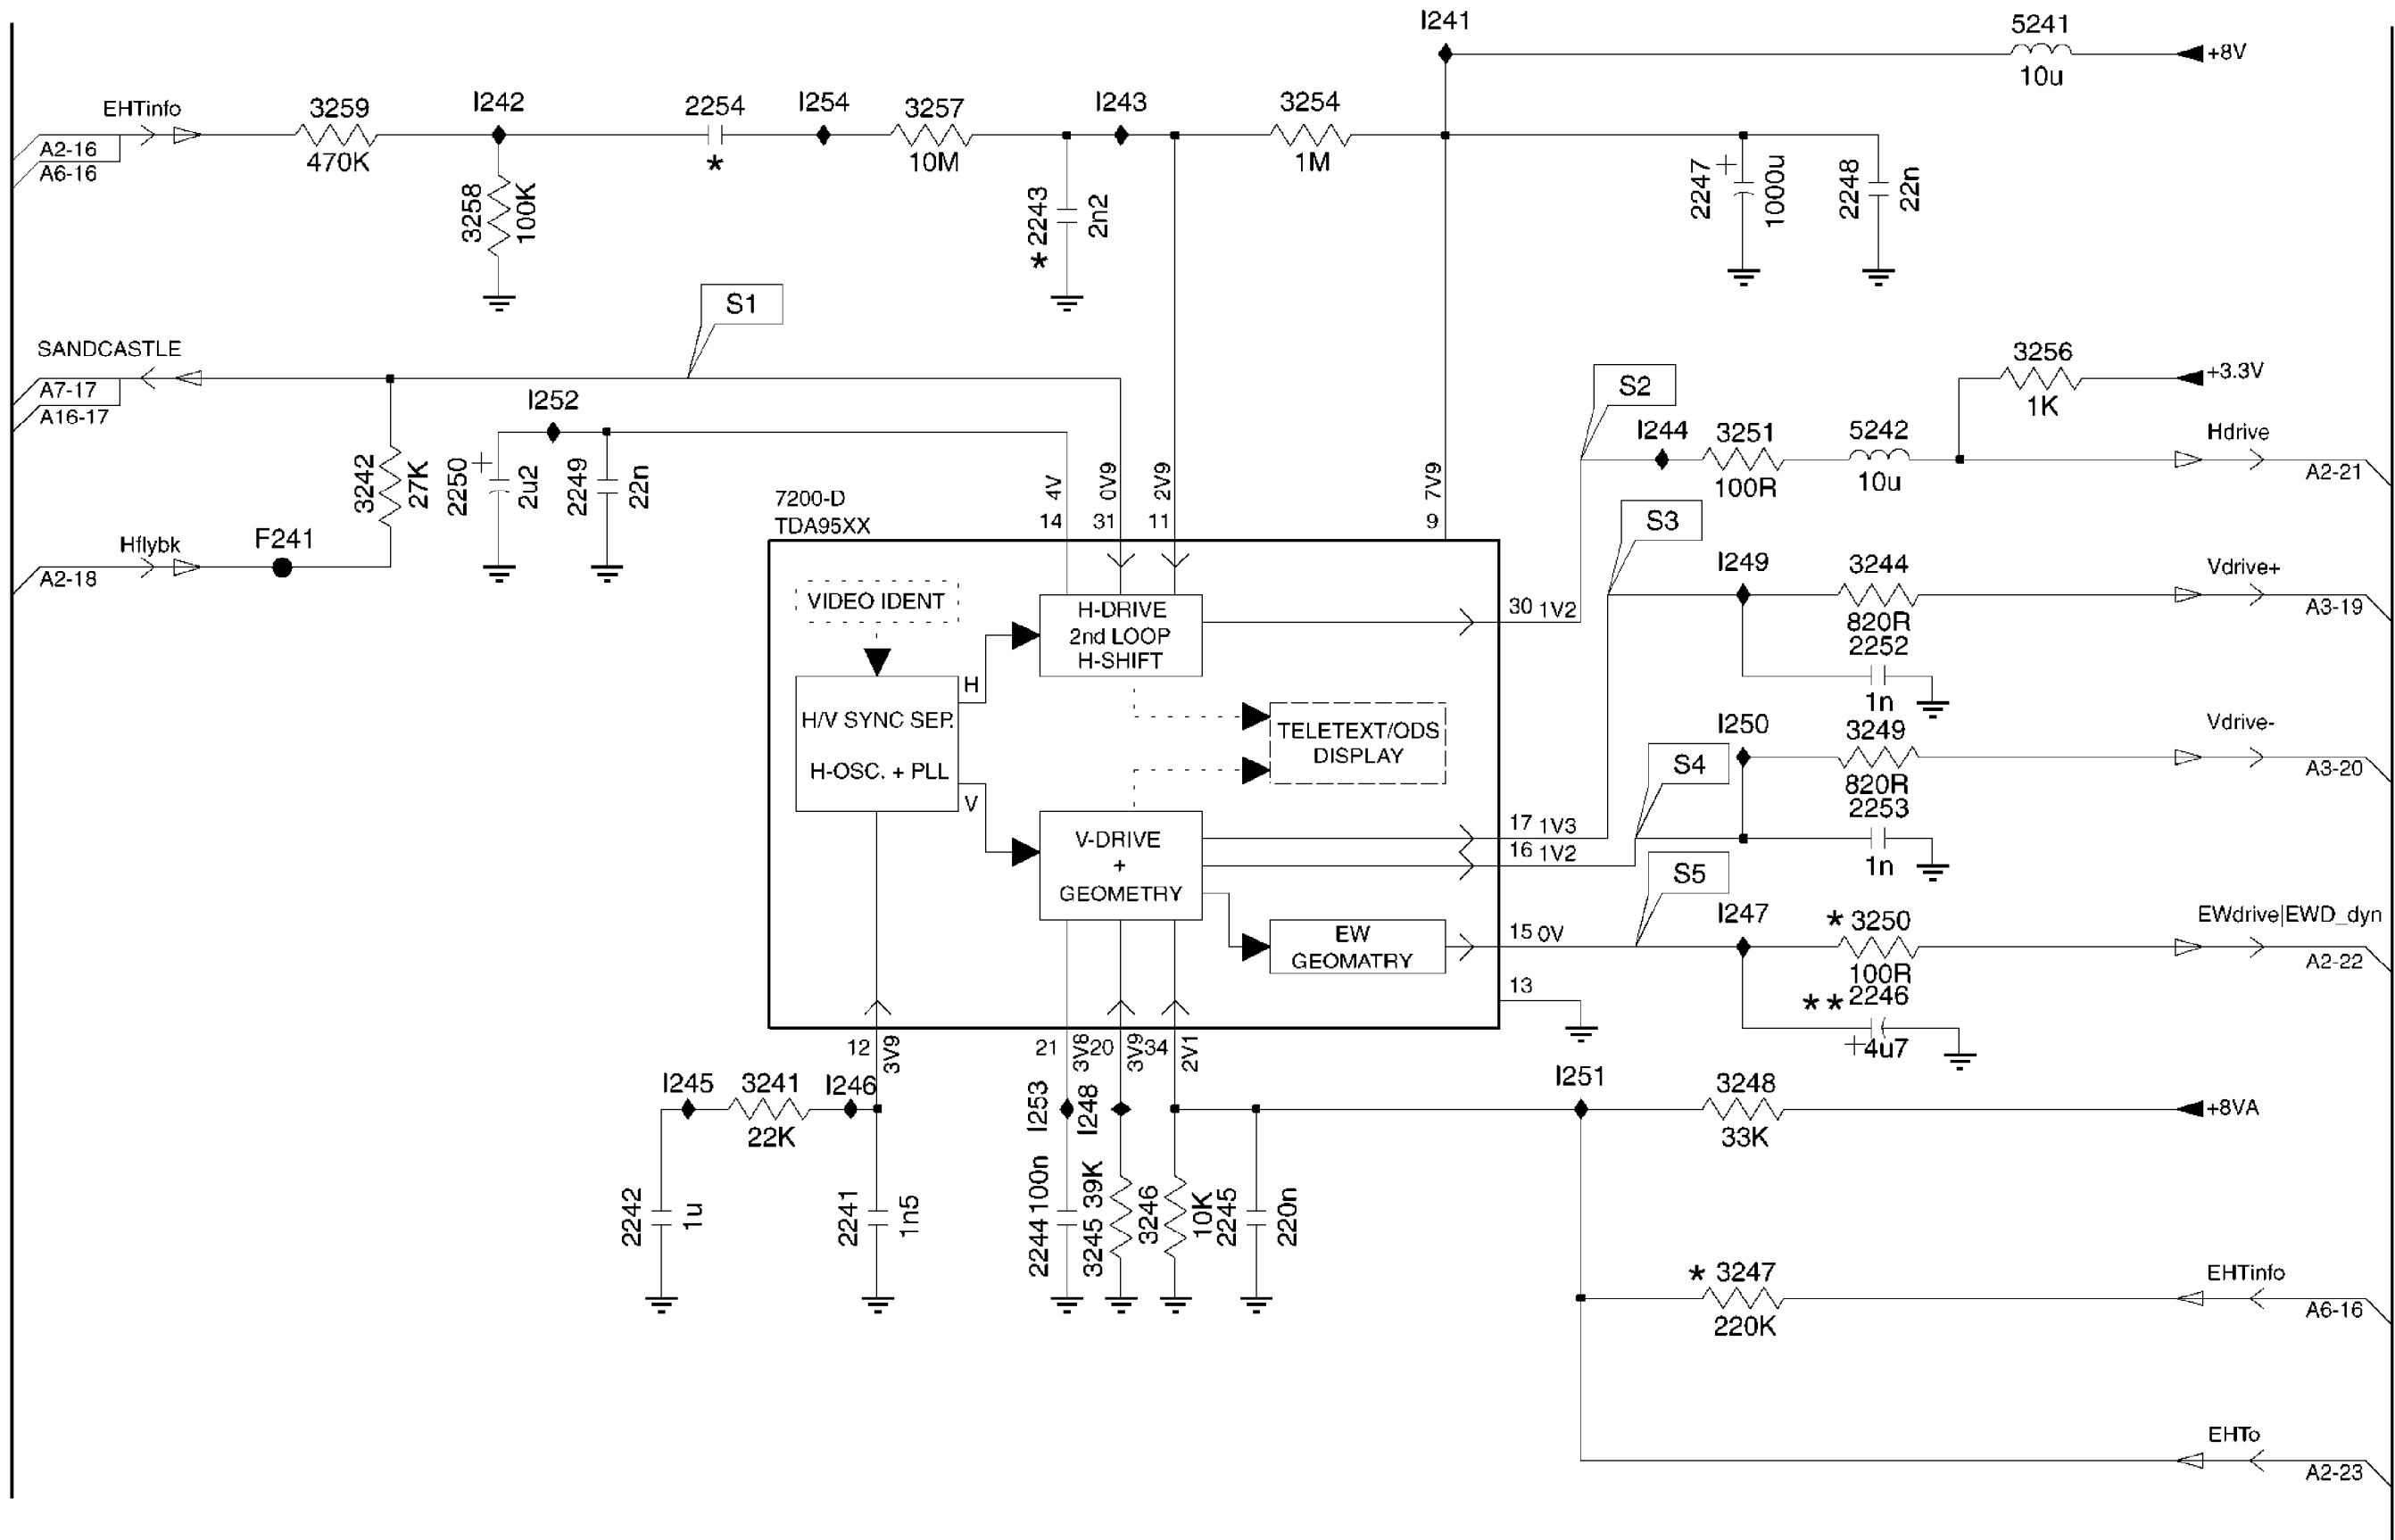 I241
5241
+8V
10u
EHTinfo
3259
I242
2254
I254
3257
I243
3254
A2-16
A6-16
470K
*
10M
1M
3258
100K
* 2243
2n2
2247
+
1000u
2248
22n
S1
SANDCASTLE
A7-17
A16-17
I252
3242
27K
2250
+
2u2
2249
22n
Hflybk
F241
A2-18
3256
+3.3V
1K
S2
I244
3251
5242
Hdrive
100R
10u
A2-21
S3
7200-D
TDA95XX
4V
14
0V9
31
2V9
11
7V9
9
I249
3244
Vdrive+
A3-19
820R
2252
1n
VIDEO IDENT
H-DRIVE
2nd LOOP
H-SHIFT
30 1V2
H
H/V SYNC SEP.
H-OSC. + PLL
V
TELETEXT/ODS
DISPLAY
I250
3249
Vdrive-
A3-20
S4
820R
2253
1n
V-DRIVE
+
GEOMETRY
17 1V3
16 1V2
S5
EW
GEOMATRY
15 0V
13
I247
* 3250
EWdrive|EWD_dyn
A2-22
100R
** 2246
+4u7
12
3V9
21
3V8
20
3V9
34
2V1
I245
3241
I246
22K
I253
I248
I251
3248
+8VA
33K
2242
1u
2241
1n5
2244 100n
3245 39K
3246
10K
2245
220n
* 3247
EHTinfo
220K
A6-16
EHTo
A2-23